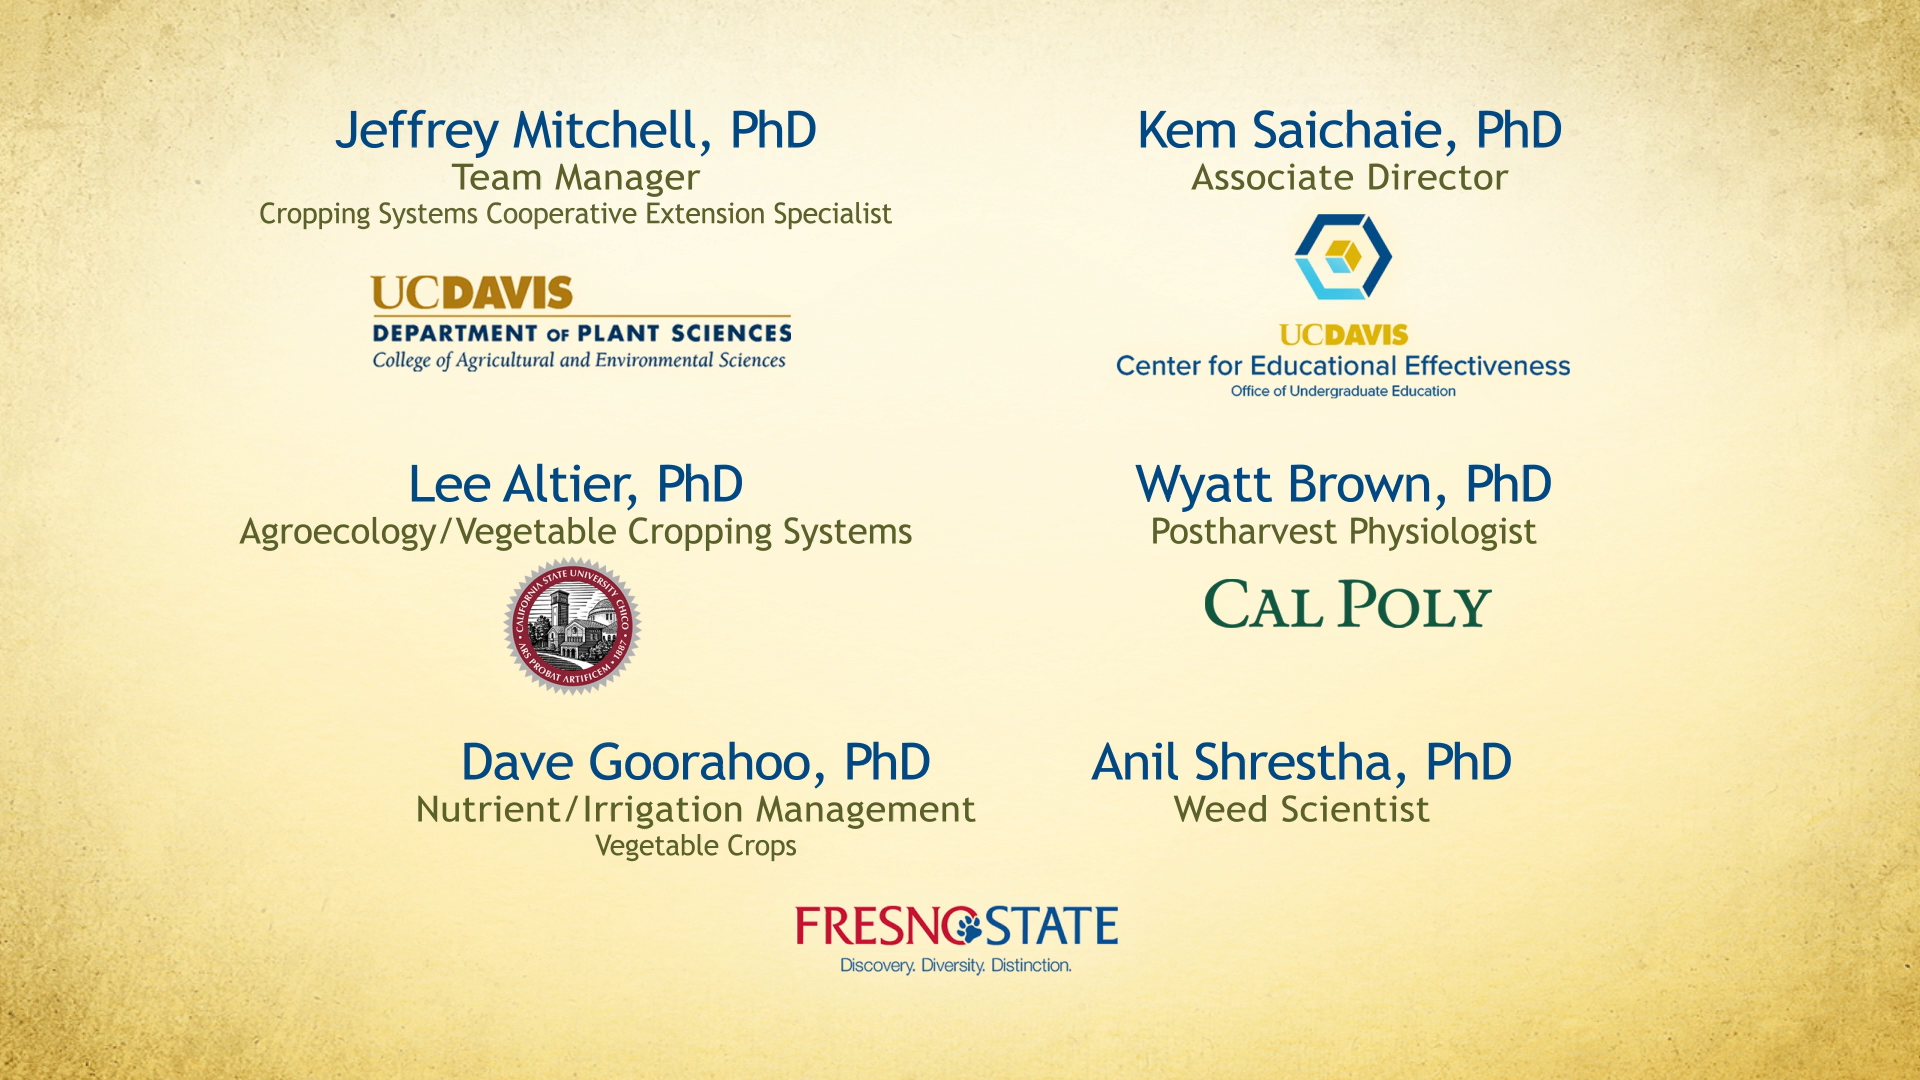 Jeffrey Mitchell, PhD
Team Manager
Cropping Systems Cooperative Extension Specialist
UCDAVIS
DEPARTMENT OF PLANT SCIENCES
College of Agricultural and Environmental Sciences
Kem Saichaie, PhD
Associate Director
UCDAVIS
Center for Educational Effectiveness
Office of Undergraduate Education
Lee Altier, PhD
Agroecology/Vegetable Cropping Systems
CALIFORNIA STATE UNIVERSITY CHICO
ARS PROBAT ARTIFICEM • 1887
Wyatt Brown, PhD
Postharvest Physiologist
CAL POLY
Dave Goorahoo, PhD
Nutrient/Irrigation Management
Vegetable Crops
Anil Shrestha, PhD
Weed Scientist
FRESNO STATE
Discovery. Diversity. Distinction.